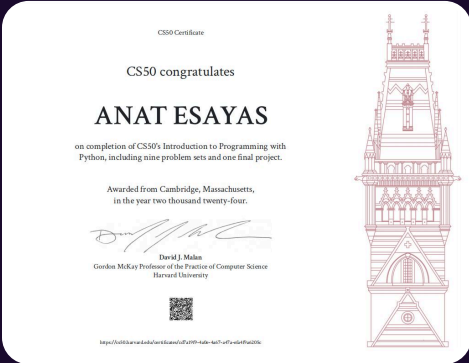 CS50 Certificate
CS50 congratulates
ANAT ESAYAS
on completion of CS50's Introduction to Programming with
Python, including nine problem sets and one final project.
Awarded from Cambridge, Massachusetts,
in the year two thousand twenty-four.
David J. Malan
Gordon McKay Professor of the Practice of Computer Science
Harvard University